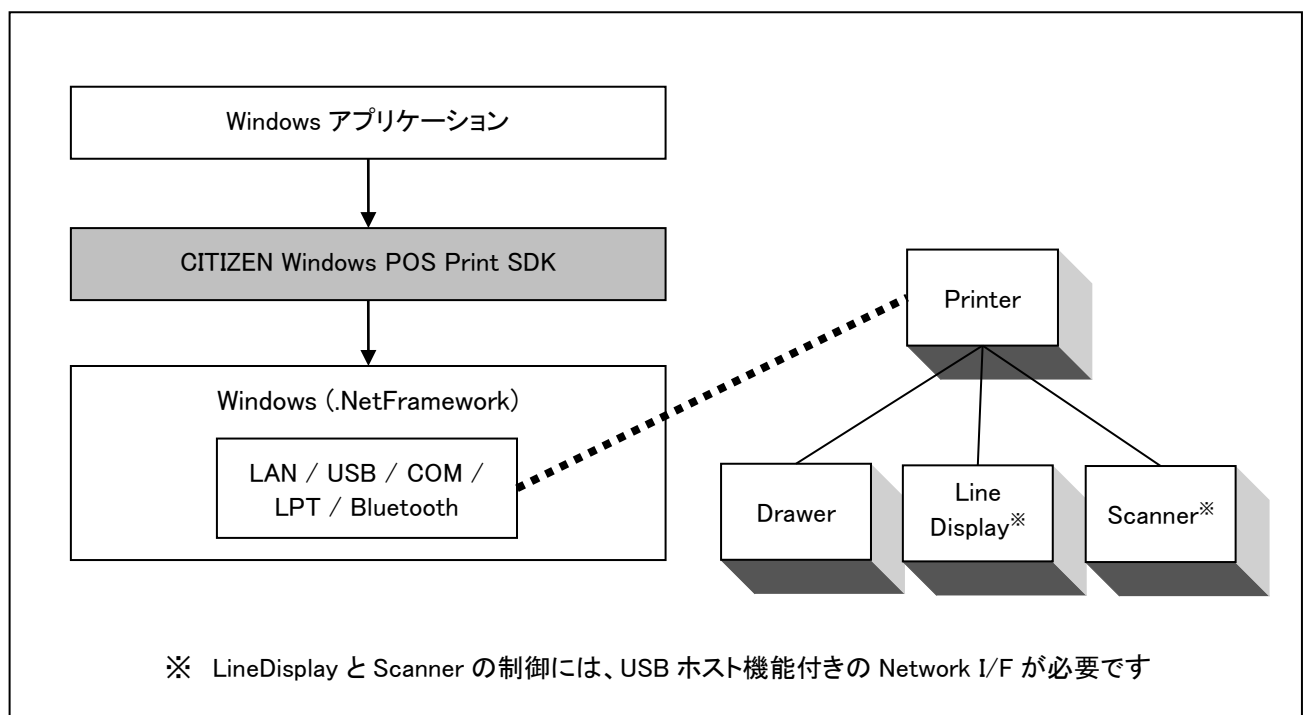 Windows アプリケーション
CITIZEN Windows POS Print SDK
Windows (.NetFramework)
LAN / USB / COM /
LPT / Bluetooth
Printer
Drawer
Line
Display※
Scanner※
※ LineDisplay と Scanner の制御には、USB ホスト機能付きの Network I/F が必要です